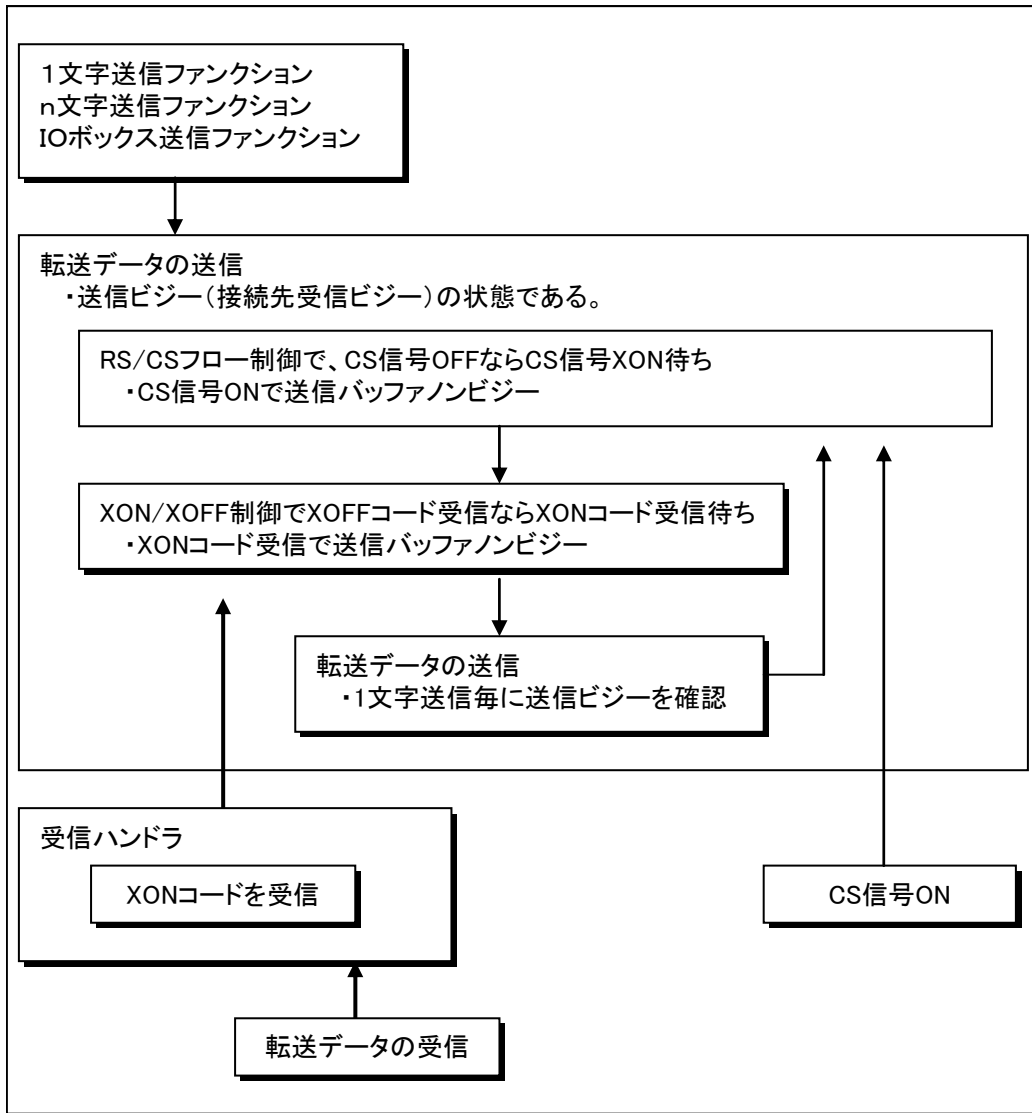 １文字送信ファンクション
ｎ文字送信ファンクション
IOボックス送信ファンクション
転送データの送信
・送信ビジー（接続先受信ビジー）の状態である。
RS/CSフロー制御で、CS信号OFFならCS信号XON待ち
・CS信号ONで送信バッファノンビジー
XON/XOFF制御でXOFFコード受信ならXONコード受信待ち
・XONコード受信で送信バッファノンビジー
転送データの送信
・1文字送信毎に送信ビジーを確認
受信ハンドラ
XONコードを受信
CS信号ON
転送データの受信